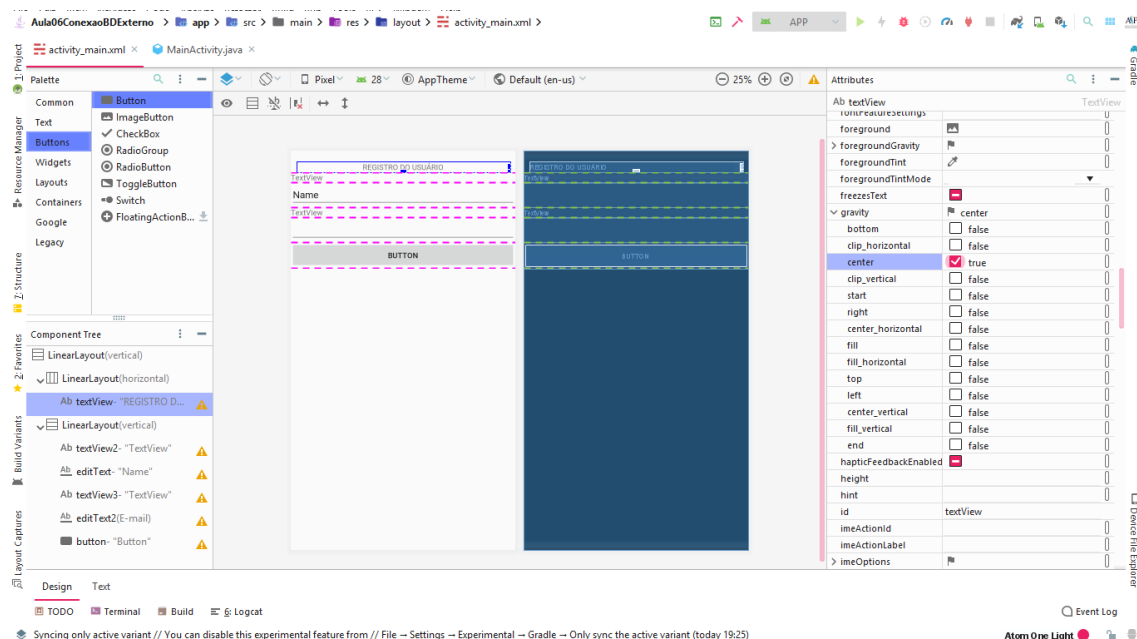 Aula06ConexaoBDExterno app src main res layout activity_main.xml APP
activity_main.xml MainActivity.java
Palette
Pixel 28 AppTheme Default (en-us) 25%
Attributes
Common
Text
Buttons
Widgets
Layouts
Containers
Google
Legacy
Button
ImageButton
CheckBox
RadioGroup
RadioButton
ToggleButton
Switch
FloatingActionB...
Component Tree
LinearLayout(vertical)
LinearLayout(horizontal)
Ab textView- "REGISTRO D...
LinearLayout(vertical)
Ab textView2- "TextView"
Ab editText- "Name"
Ab textView3- "TextView"
Ab editText2(E-mail)
button- "Button"
REGISTRO DO USUÁRIO
TextView
Name
TextView
BUTTON
REGISTRO DO USUÁRIO
TextView
TextView
BUTTON
Ab textView TextView
fontFeatureSettings
foreground
foregroundGravity
foregroundTint
foregroundTintMode
freezesText
gravity center
bottom false
clip_horizontal false
center true
clip_vertical false
start false
right false
center_horizontal false
fill false
fill_horizontal false
top false
left false
center_vertical false
fill_vertical false
end false
hapticFeedbackEnabled
height
hint
id textView
imeActionId
imeActionLabel
imeOptions
1: Project
Resource Manager
Z: Structure
2: Favorites
Build Variants
Layout Captures
Gradle
Device File Explorer
Design Text
TODO Terminal Build 6: Logcat Event Log
Syncing only active variant // You can disable this experimental feature from // File → Settings → Experimental → Gradle → Only sync the active variant (today 19:25) Atom One Light